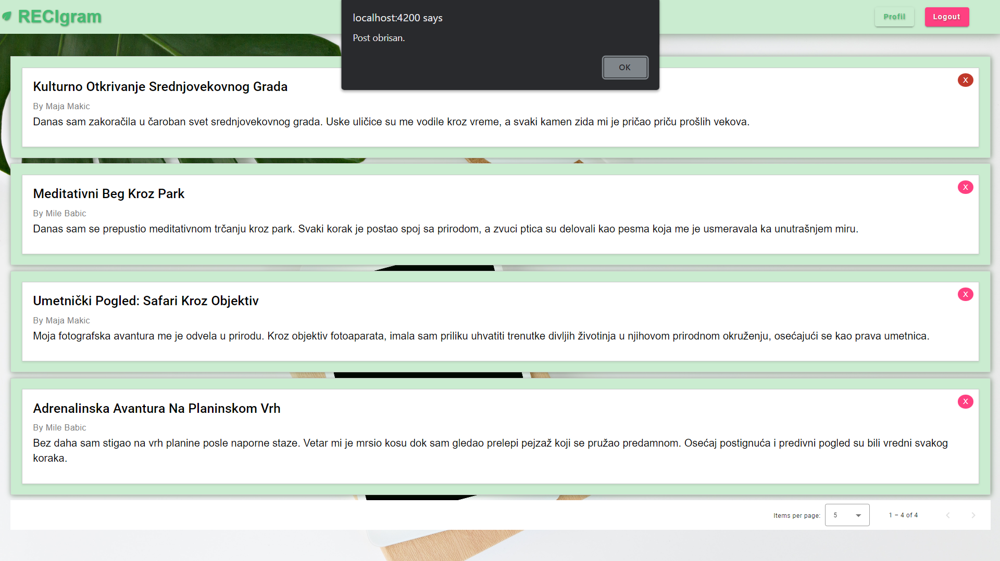 RECIgram
Profil
Logout
localhost:4200 says
Post obrisan.
OK
Kulturno Otkrivanje Srednjovekovnog Grada
X
By Maja Makic
Danas sam zakoračila u čaroban svet srednjovekovnog grada. Uske uličice su me vodile kroz vreme, a svaki kamen zida mi je pričao priču prošlih vekova.
Meditativni Beg Kroz Park
X
By Mile Babic
Danas sam se prepustio meditativnom trčanju kroz park. Svaki korak je postao spoj sa prirodom, a zvuci ptica su delovali kao pesma koja me je usmeravala ka unutrašnjem miru.
Umetnički Pogled: Safari Kroz Objektiv
X
By Maja Makic
Moja fotografska avantura me je odvela u prirodu. Kroz objektiv fotoaparata, imala sam priliku uhvatiti trenutke divljih životinja u njihovom prirodnom okruženju, osećajući se kao prava umetnica.
Adrenalinska Avantura Na Planinskom Vrh
X
By Mile Babic
Bez daha sam stigao na vrh planine posle naporne staze. Vetar mi je mrsio kosu dok sam gledao prelepi pejzaž koji se pružao predamnom. Osećaj postignuća i predivni pogled su bili vredni svakog
koraka.
Items per page: 5 1 – 4 of 4